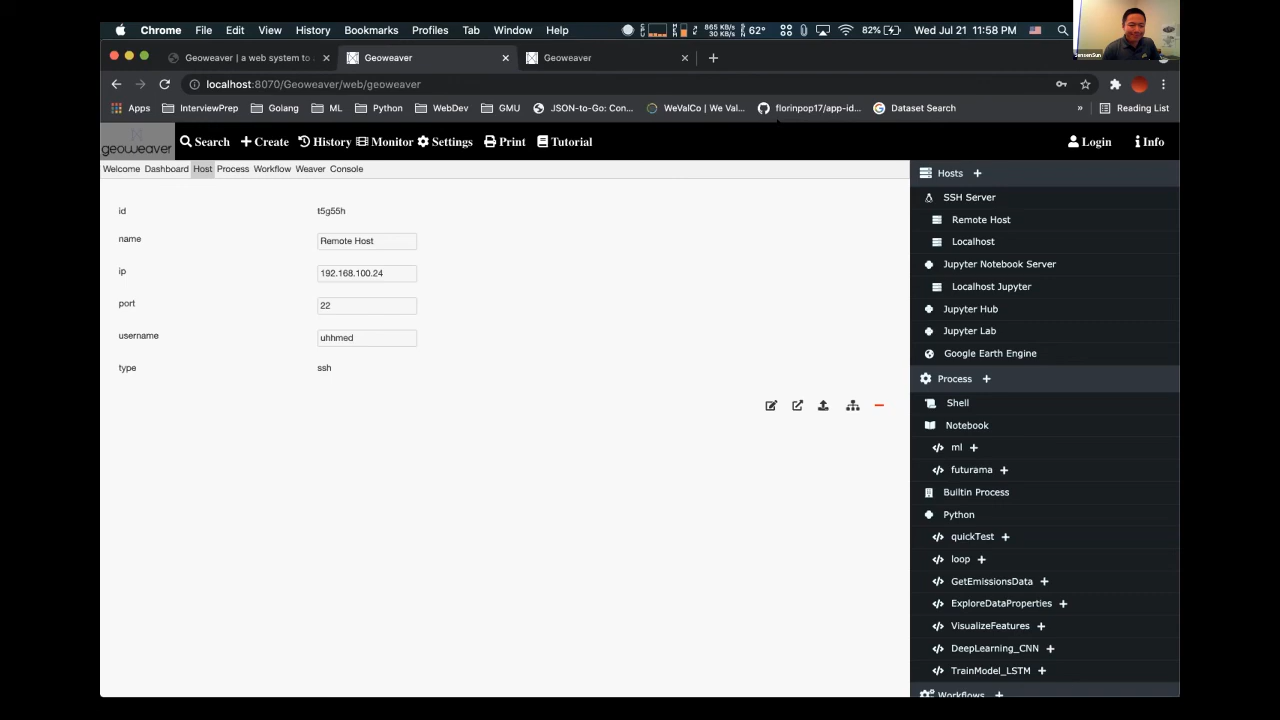 Chrome File Edit View History Bookmarks Profiles Tab Window Help 865 KB/s 30 KB/s 62° 82% Wed Jul 21 11:58 PM
Geoweaver | a web system to Geoweaver Geoweaver
localhost:8070/Geoweaver/web/geoweaver
Apps InterviewPrep Golang ML Python WebDev GMU JSON-to-Go: Con... WeValCo | We Val... florinpop17/app-id... Dataset Search » Reading List
geoweaver Search Create History Monitor Settings Print Tutorial Login Info
Welcome Dashboard Host Process Workflow Weaver Console
id t5g55h
name Remote Host
ip 192.168.100.24
port 22
username uhhmed
type ssh
Hosts +
SSH Server
Remote Host
Localhost
Jupyter Notebook Server
Localhost Jupyter
Jupyter Hub
Jupyter Lab
Google Earth Engine
Process +
Shell
Notebook
ml +
futurama +
Builtin Process
Python
quickTest +
loop +
GetEmissionsData +
ExploreDataProperties +
VisualizeFeatures +
DeepLearning_CNN +
TrainModel_LSTM +
Workflows +